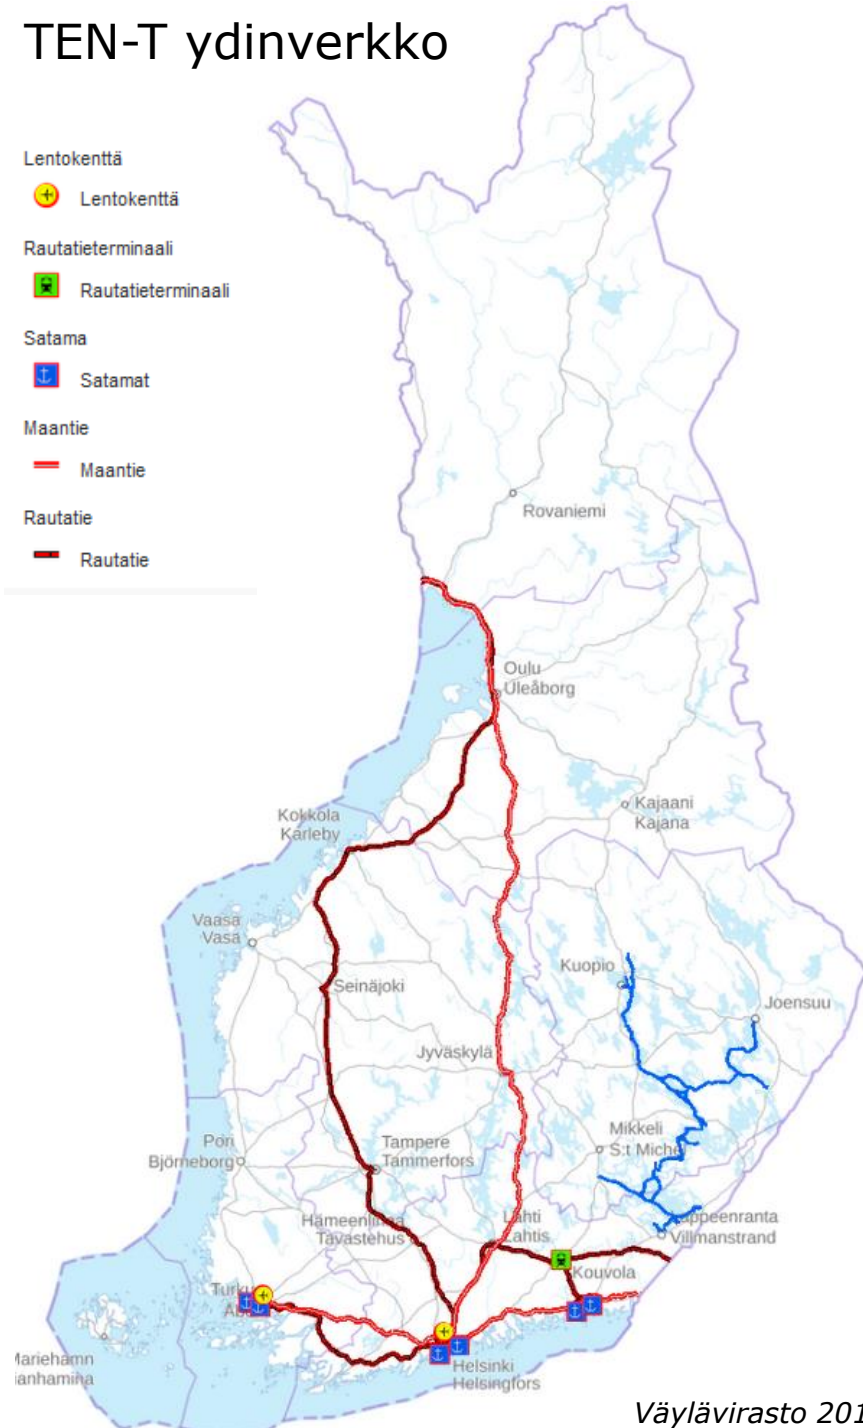 TEN-T ydinverkko
Lentokenttä
Lentokenttä
Rautatieterminaali
Rautatieterminaali
Satama
Satamat
Maantie
Maantie
Rautatie
Rautatie
Rovaniemi
Oulu
Uleåborg
Kajaani
Kajana
Kokkola
Karleby
Vaasa
Vasa
Kuopio
Seinäjoki
Joensuu
Jyväskylä
Mikkeli
S:t Michel
Pori
Björneborg
Tampere
Tammerfors
Hämeenlinna
Tavastehus
Lahti
Lahtis
Lappeenranta
Villmanstrand
Kouvola
Turku
Mariehamn
Helsinki
Helsingfors
Väylävirasto 201